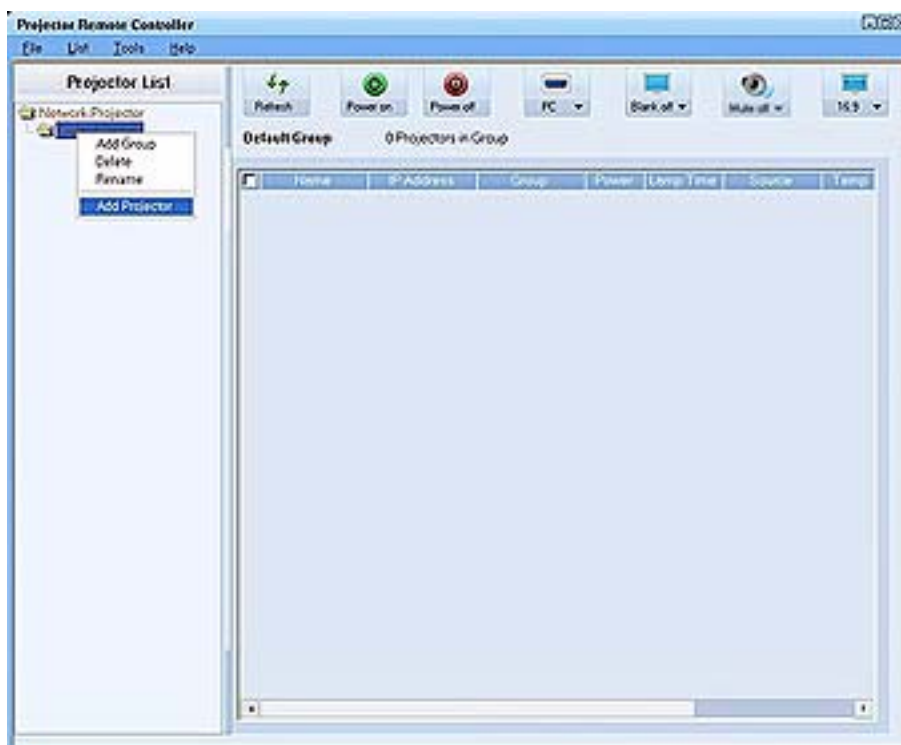 Projector Remote Controller
File List Tools Help
Projector List
Refresh Power on Power off PC Blank off Mute off 16:9
Network Projector
Add Group
Delete
Rename
Add Projector
Default Group 0 Projectors in Group
Name IP Address Group Power Lamp Time Source Temp